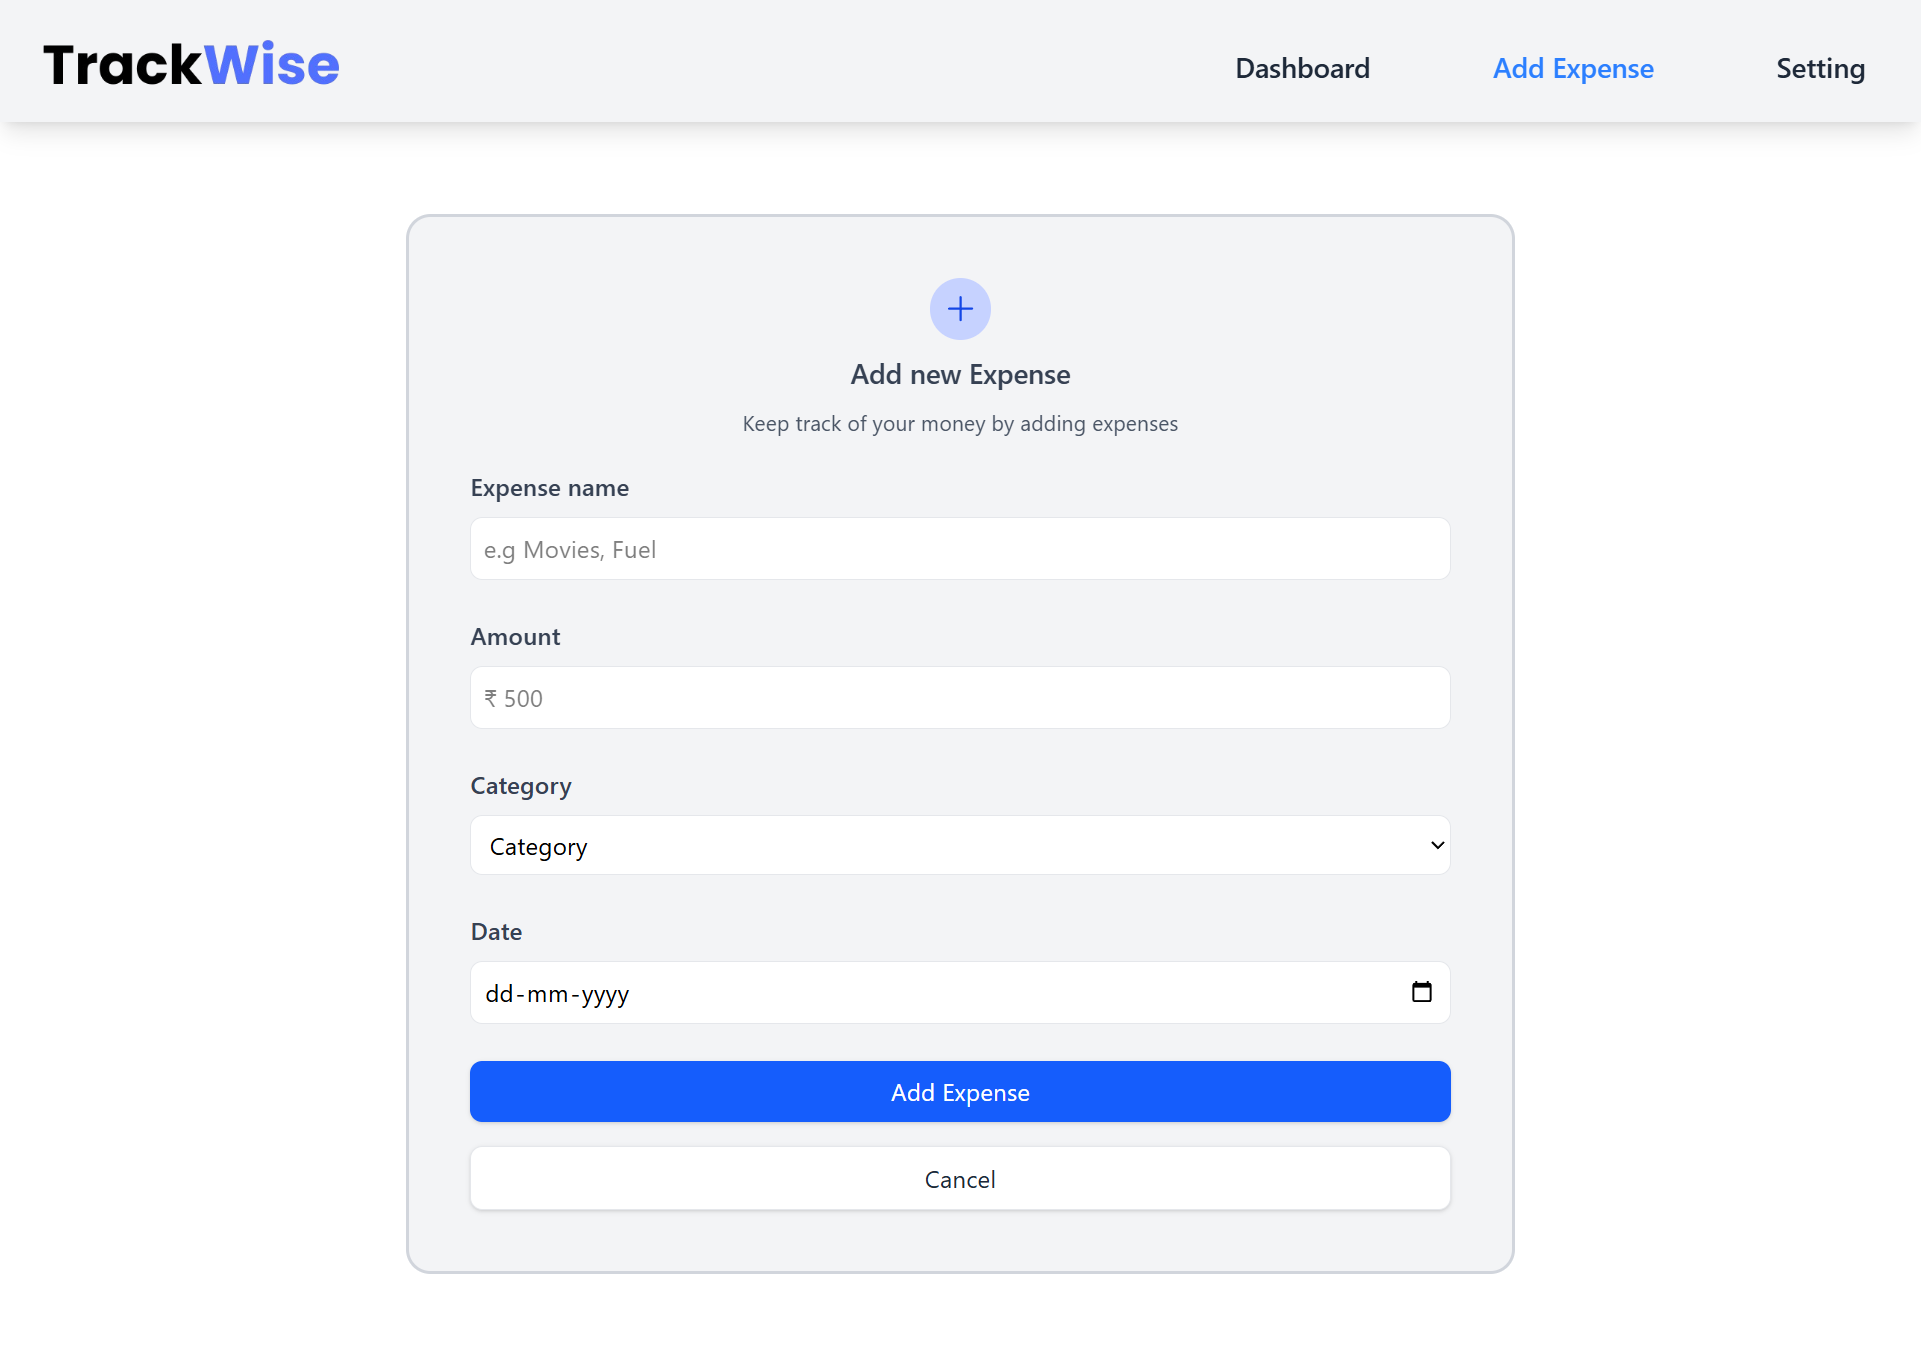 TrackWise
Dashboard
Add Expense
Setting
Add new Expense
Keep track of your money by adding expenses
Expense name
e.g Movies, Fuel
Amount
₹ 500
Category
Category
Date
dd-mm-yyyy
Add Expense
Cancel